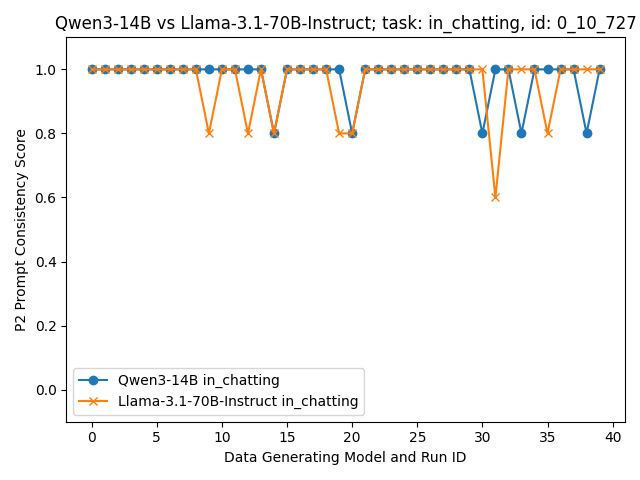 Qwen3-14B vs Llama-3.1-70B-Instruct; task: in_chatting, id: 0_10_727
P2 Prompt Consistency Score
1.0
0.8
0.6
0.4
0.2
0.0
Qwen3-14B in_chatting
Llama-3.1-70B-Instruct in_chatting
0 5 10 15 20 25 30 35 40
Data Generating Model and Run ID